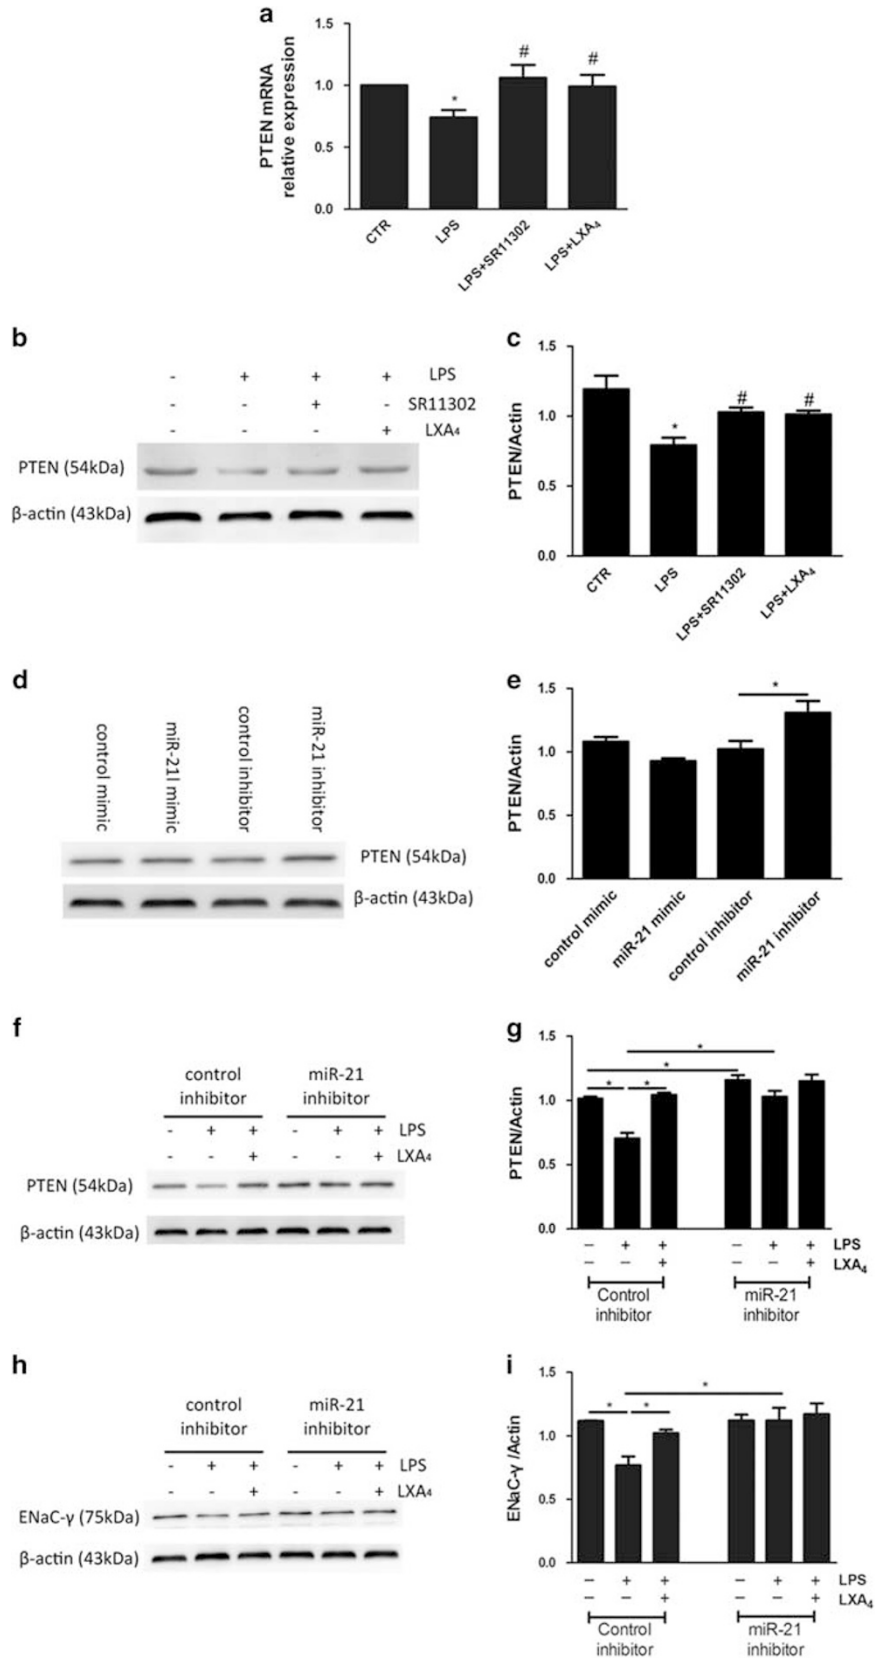 a
PTEN mRNA
relative expression
1.5
1.0
0.5
0.0
*
#
#
CTR
LPS
LPS+SR11302
LPS+LXA₄
b
- + + + LPS
- - + - SR11302
- - - + LXA₄
PTEN (54kDa)
β-actin (43kDa)
c
PTEN/Actin
1.5
1.0
0.5
0.0
*
#
#
CTR
LPS
LPS+SR11302
LPS+LXA₄
d
control mimic
miR-21l mimic
control inhibitor
miR-21 inhibitor
PTEN (54kDa)
β-actin (43kDa)
e
PTEN/Actin
1.5
1.0
0.5
0.0
*
control mimic
miR-21 mimic
control inhibitor
miR-21 inhibitor
f
control
inhibitor
miR-21
inhibitor
- + + - + + LPS
- - + - - + LXA₄
PTEN (54kDa)
β-actin (43kDa)
g
PTEN/Actin
1.5
1.0
0.5
0.0
*
*
* *
− + + − + + LPS
− − + − − + LXA₄
Control
inhibitor
miR-21
inhibitor
h
control
inhibitor
miR-21
inhibitor
- + + - + + LPS
- - + - - + LXA₄
ENaC-γ (75kDa)
β-actin (43kDa)
i
ENaC-γ /Actin
1.5
1.0
0.5
0.0
*
* *
− + + − + + LPS
− − + − − + LXA₄
Control
inhibitor
miR-21
inhibitor